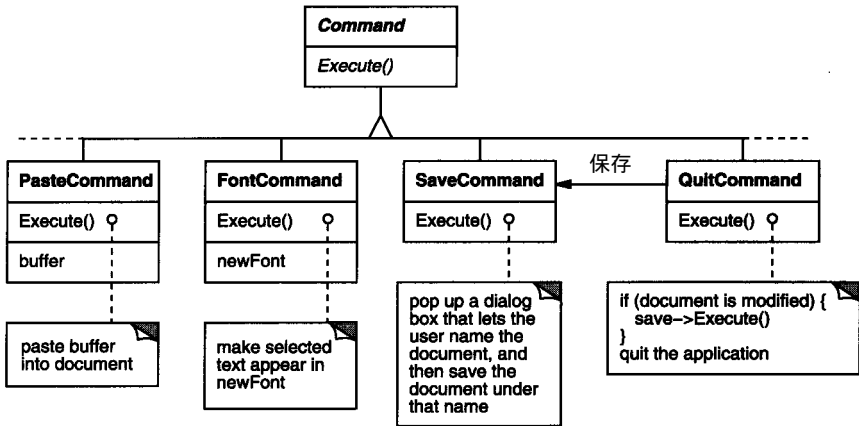 Command
Execute()
PasteCommand
Execute()
buffer
FontCommand
Execute()
newFont
SaveCommand
Execute()
保存
QuitCommand
Execute()
paste buffer
into document
make selected
text appear in
newFont
pop up a dialog
box that lets the
user name the
document, and
then save the
document under
that name
if (document is modified) {
save->Execute()
}
quit the application